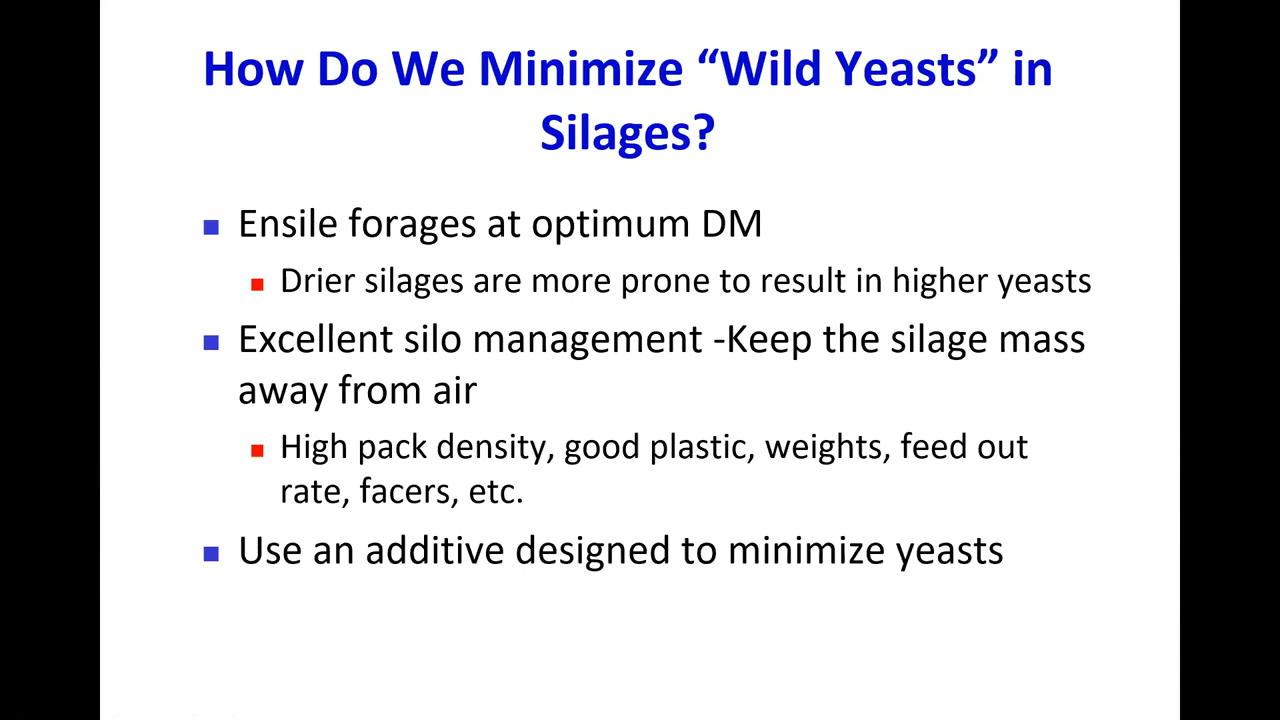 How Do We Minimize “Wild Yeasts” in
Silages?
Ensile forages at optimum DM
Drier silages are more prone to result in higher yeasts
Excellent silo management -Keep the silage mass
away from air
High pack density, good plastic, weights, feed out
rate, facers, etc.
Use an additive designed to minimize yeasts